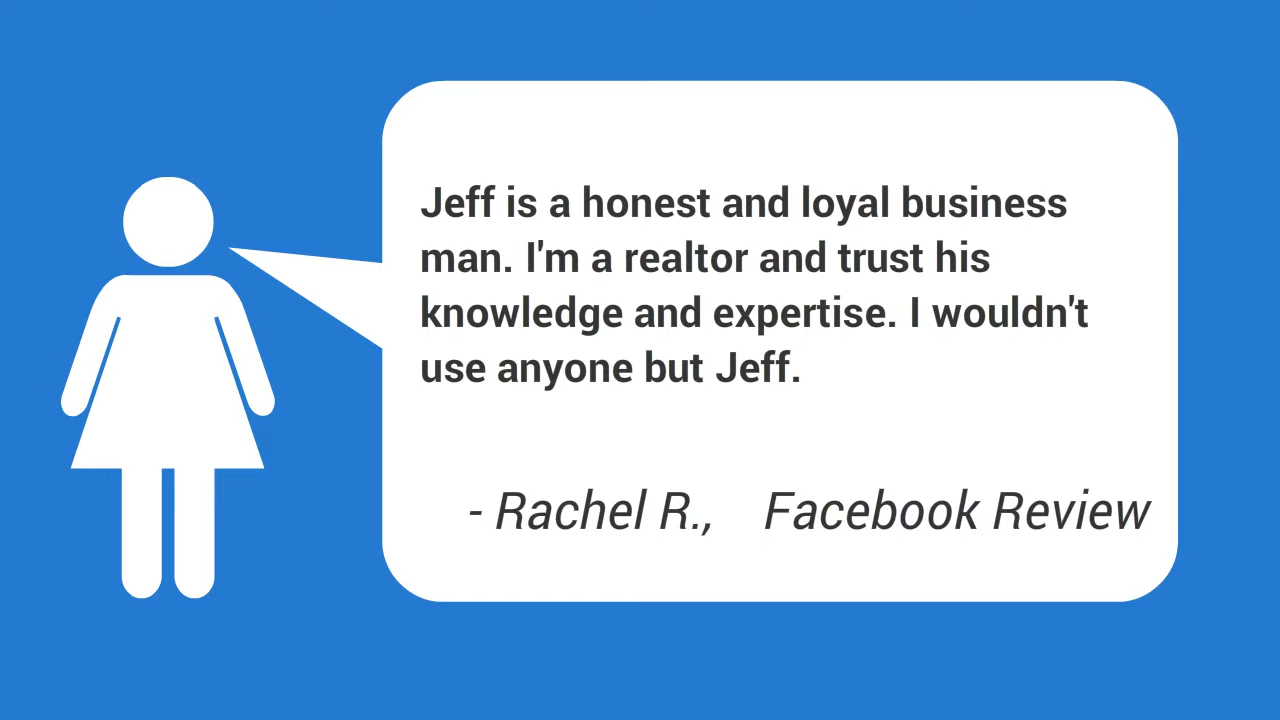 Jeff is a honest and loyal business
man. I'm a realtor and trust his
knowledge and expertise. I wouldn't
use anyone but Jeff.
- Rachel R., Facebook Review